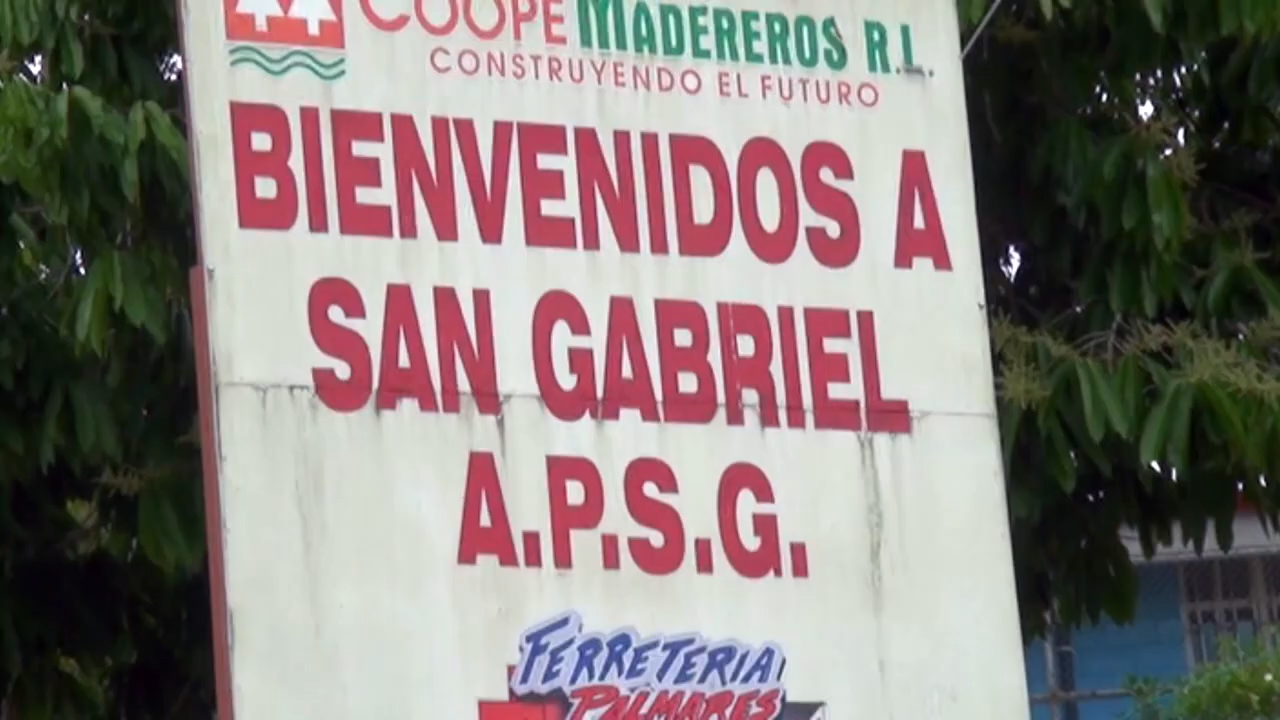 COOPE MADEREROS R.L.
CONSTRUYENDO EL FUTURO
BIENVENIDOS A
SAN GABRIEL
A.P.S.G.
FERRETERIA
PALMARES